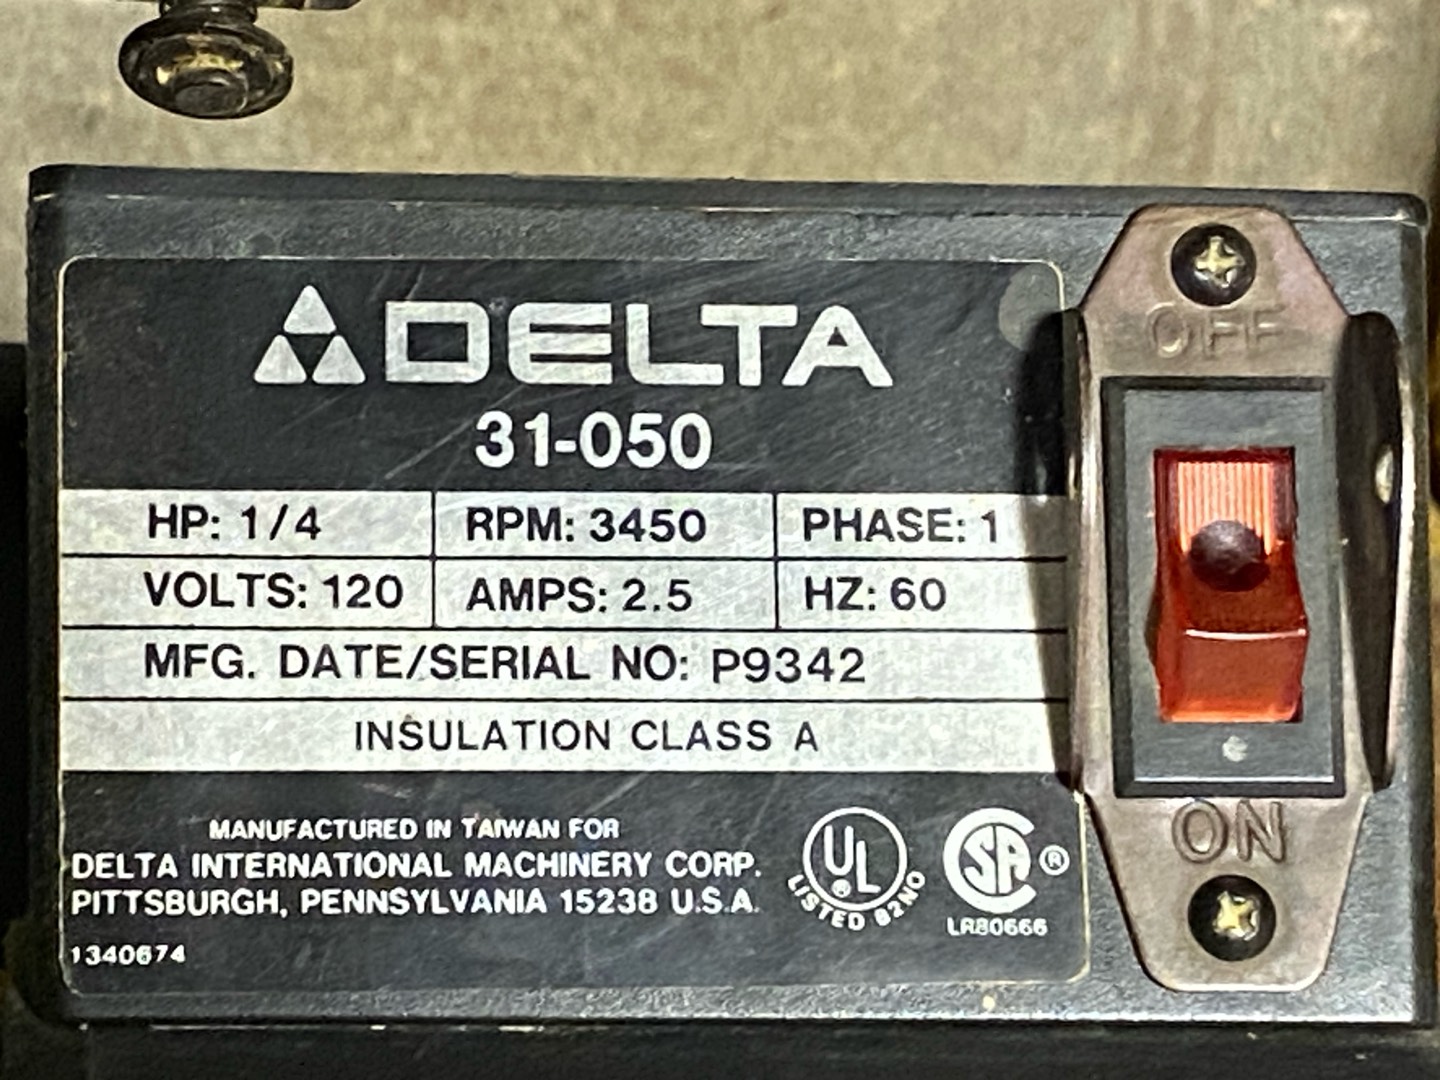 DELTA
31-050
HP: 1/4 RPM: 3450 PHASE: 1
VOLTS: 120 AMPS: 2.5 HZ: 60
MFG. DATE/SERIAL NO: P9342
INSULATION CLASS A
MANUFACTURED IN TAIWAN FOR
DELTA INTERNATIONAL MACHINERY CORP.
PITTSBURGH, PENNSYLVANIA 15238 U.S.A.
1340674
UL ®
LISTED 82NO
SA ®
LR80666
OFF
ON